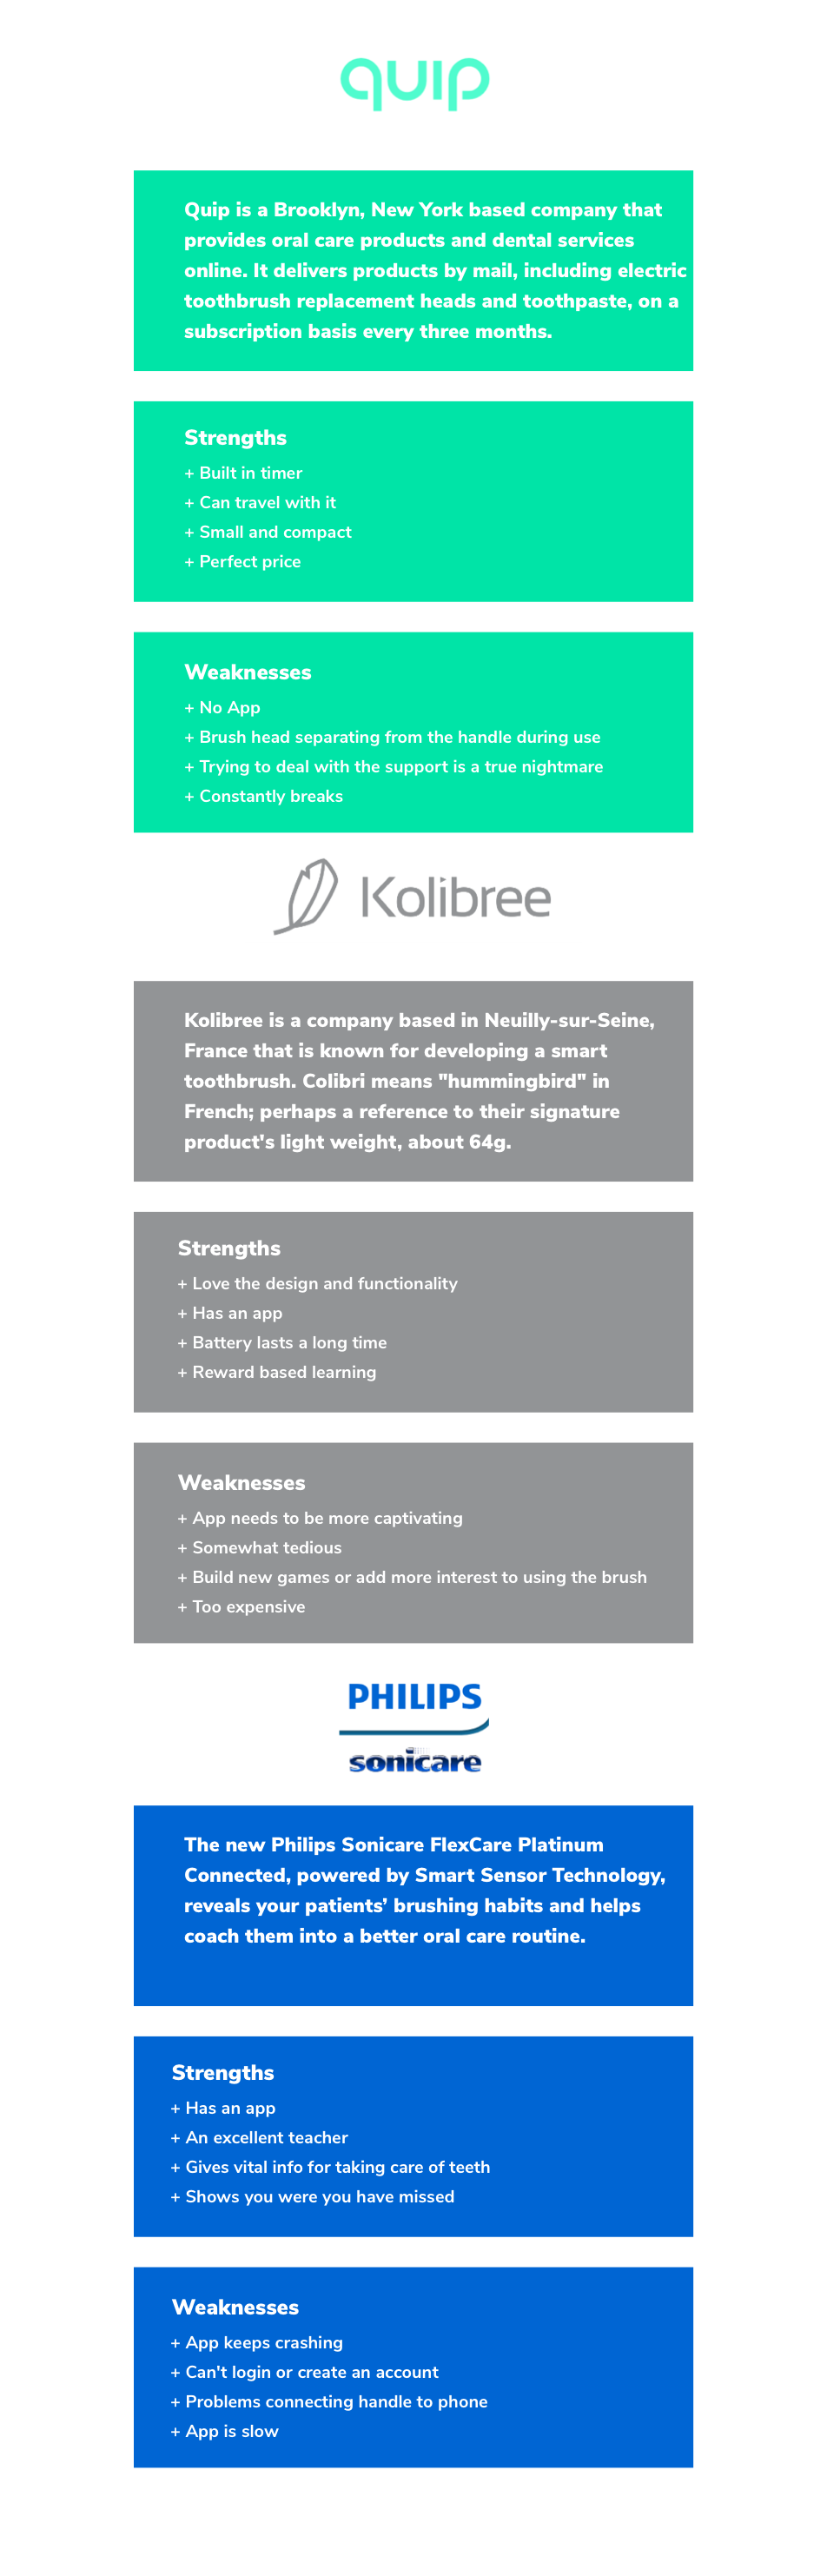 quip
Quip is a Brooklyn, New York based company that
provides oral care products and dental services
online. It delivers products by mail, including electric
toothbrush replacement heads and toothpaste, on a
subscription basis every three months.
Strengths
+ Built in timer
+ Can travel with it
+ Small and compact
+ Perfect price
Weaknesses
+ No App
+ Brush head separating from the handle during use
+ Trying to deal with the support is a true nightmare
+ Constantly breaks
Kolibree
Kolibree is a company based in Neuilly-sur-Seine,
France that is known for developing a smart
toothbrush. Colibri means "hummingbird" in
French; perhaps a reference to their signature
product's light weight, about 64g.
Strengths
+ Love the design and functionality
+ Has an app
+ Battery lasts a long time
+ Reward based learning
Weaknesses
+ App needs to be more captivating
+ Somewhat tedious
+ Build new games or add more interest to using the brush
+ Too expensive
PHILIPS
sonicare
The new Philips Sonicare FlexCare Platinum
Connected, powered by Smart Sensor Technology,
reveals your patients’ brushing habits and helps
coach them into a better oral care routine.
Strengths
+ Has an app
+ An excellent teacher
+ Gives vital info for taking care of teeth
+ Shows you were you have missed
Weaknesses
+ App keeps crashing
+ Can't login or create an account
+ Problems connecting handle to phone
+ App is slow